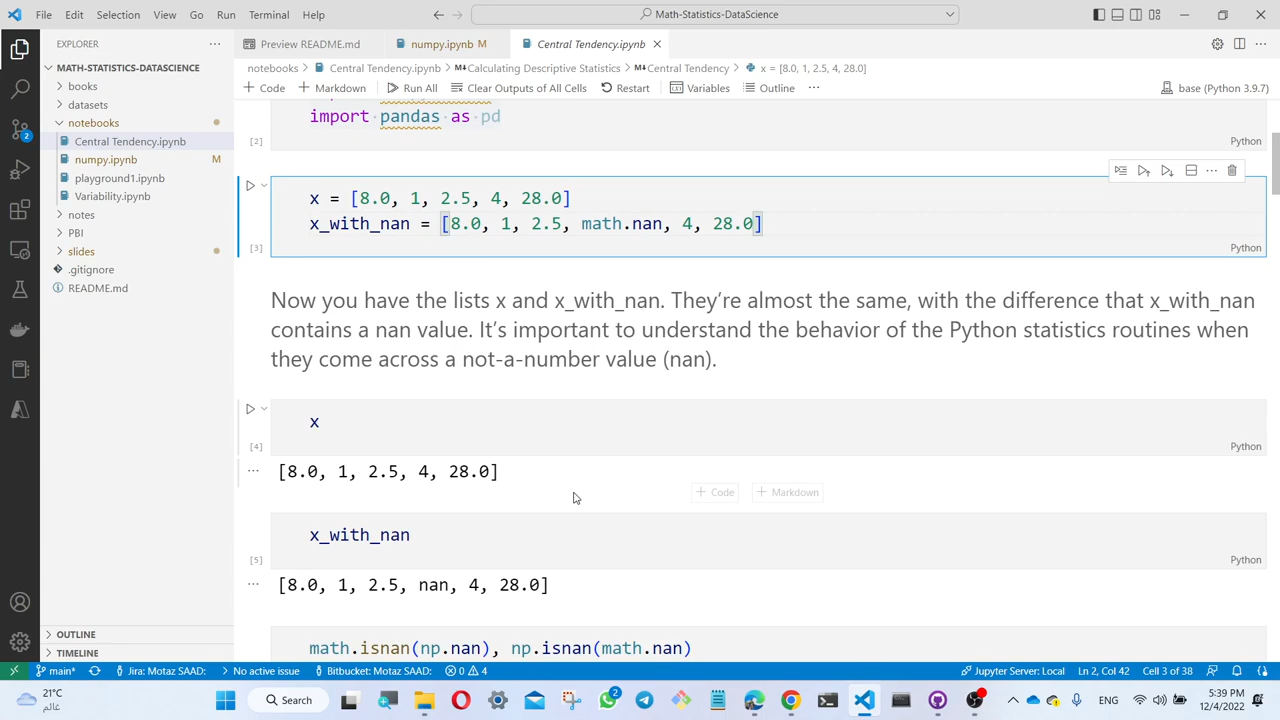 File Edit Selection View Go Run Terminal Help
Math-Statistics-DataScience
EXPLORER
Preview README.md
numpy.ipynb M
Central Tendency.ipynb
MATH-STATISTICS-DATASCIENCE
books
datasets
notebooks
Central Tendency.ipynb
numpy.ipynb M
playground1.ipynb
Variability.ipynb
notes
PBI
slides
.gitignore
README.md
OUTLINE
TIMELINE
notebooks > Central Tendency.ipynb > Calculating Descriptive Statistics > Central Tendency > x = [8.0, 1, 2.5, 4, 28.0]
+ Code + Markdown Run All Clear Outputs of All Cells Restart Variables Outline ... base (Python 3.9.7)
import pandas as pd
[2] Python
x = [8.0, 1, 2.5, 4, 28.0]
x_with_nan = [8.0, 1, 2.5, math.nan, 4, 28.0]
[3] Python
Now you have the lists x and x_with_nan. They’re almost the same, with the difference that x_with_nan
contains a nan value. It’s important to understand the behavior of the Python statistics routines when
they come across a not-a-number value (nan).
x
[4] Python
[8.0, 1, 2.5, 4, 28.0]
+ Code + Markdown
x_with_nan
[5] Python
[8.0, 1, 2.5, nan, 4, 28.0]
math.isnan(np.nan), np.isnan(math.nan)
main* Jira: Motaz SAAD: No active issue Bitbucket: Motaz SAAD: 0 4 Jupyter Server: Local Ln 2, Col 42 Cell 3 of 38
21°C
غائم
Search
2
ENG
5:39 PM
12/4/2022